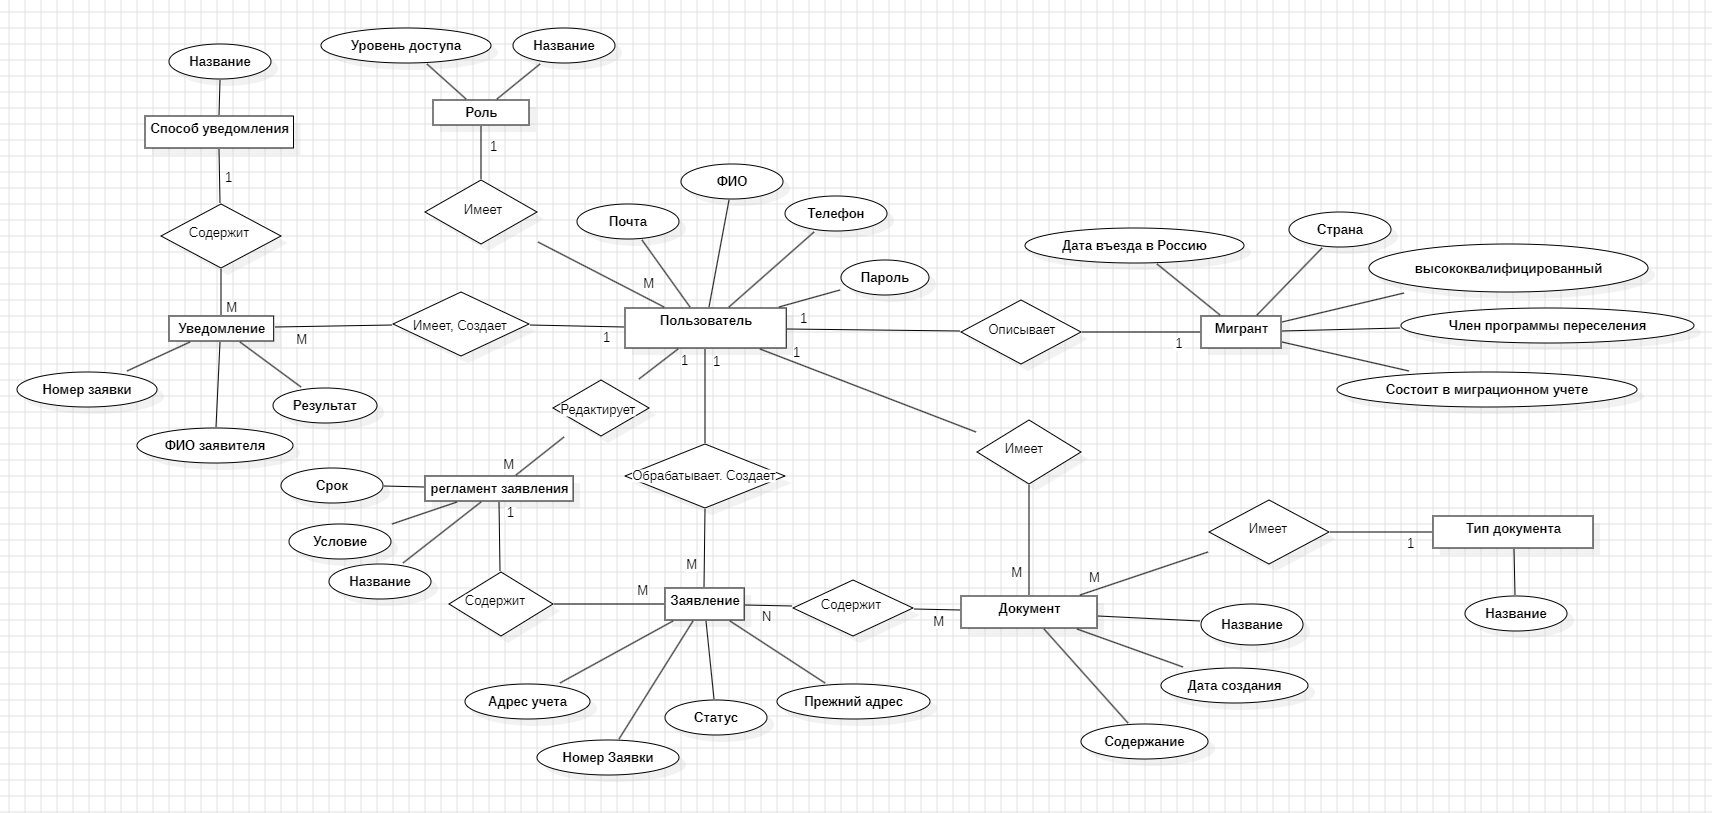 Уровень доступа
Название
Название
Роль
Способ уведомления
1
1
ФИО
Имеет
Почта
Телефон
Содержит
Страна
Дата въезда в Россию
высококвалифицированный
Пароль
M
M
Уведомление
Имеет, Создает
Пользователь
1
Описывает
Мигрант
Член программы переселения
M
1
1
1
1
1
Номер заявки
Результат
Состоит в миграционном учете
Редактирует
ФИО заявителя
Имеет
M
Обрабатывает. Создает
Срок
регламент заявления
1
Имеет
Тип документа
Условие
1
M
M
M
Название
Содержит
M
Заявление
Содержит
Документ
Название
N
M
Название
Дата создания
Адрес учета
Статус
Прежний адрес
Содержание
Номер Заявки